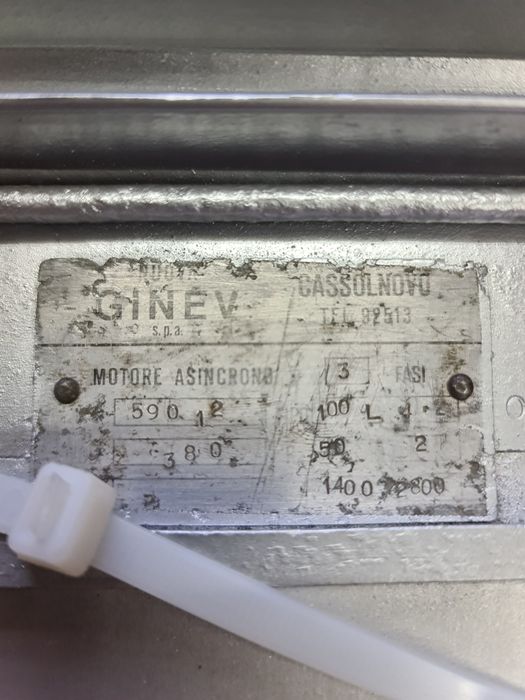 GINEV CASSOLNOVO
s.p.a. TEL. 92513
MOTORE ASINCRONO 3 FASI
590 12 100 L 4-2
380 50 2
1400/2800